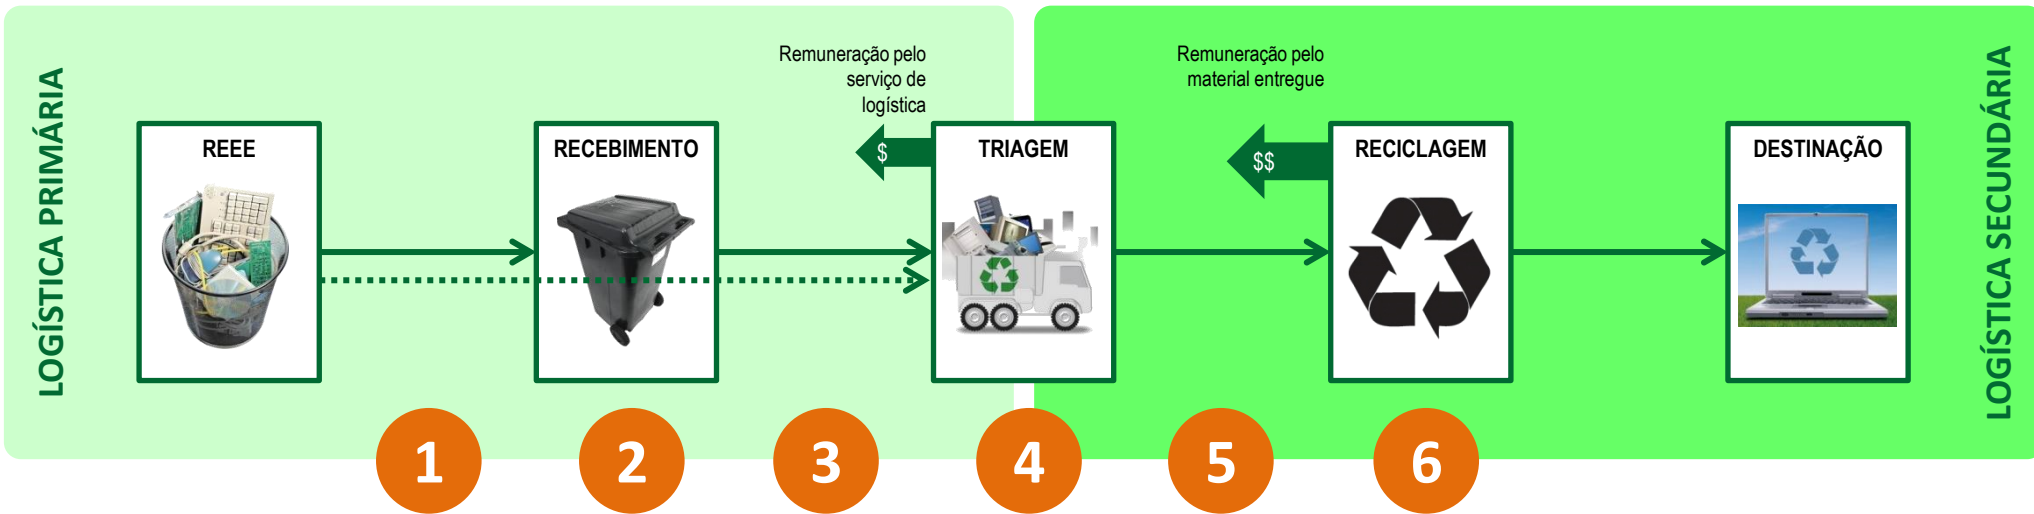 LOGÍSTICA PRIMÁRIA
Remuneração pelo
serviço de
logística
Remuneração pelo
material entregue
REEE
RECEBIMENTO
$
TRIAGEM
$$
RECICLAGEM
DESTINAÇÃO
LOGÍSTICA SECUNDÁRIA
1
2
3
4
5
6